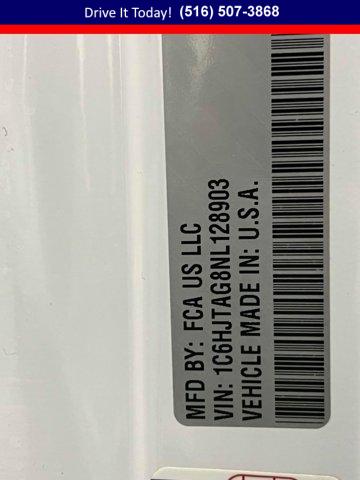 Drive It Today! (516) 507-3868
MFD BY: FCA US LLC
VIN: 1C6HJTAG8NL128903
VEHICLE MADE IN: U.S.A.